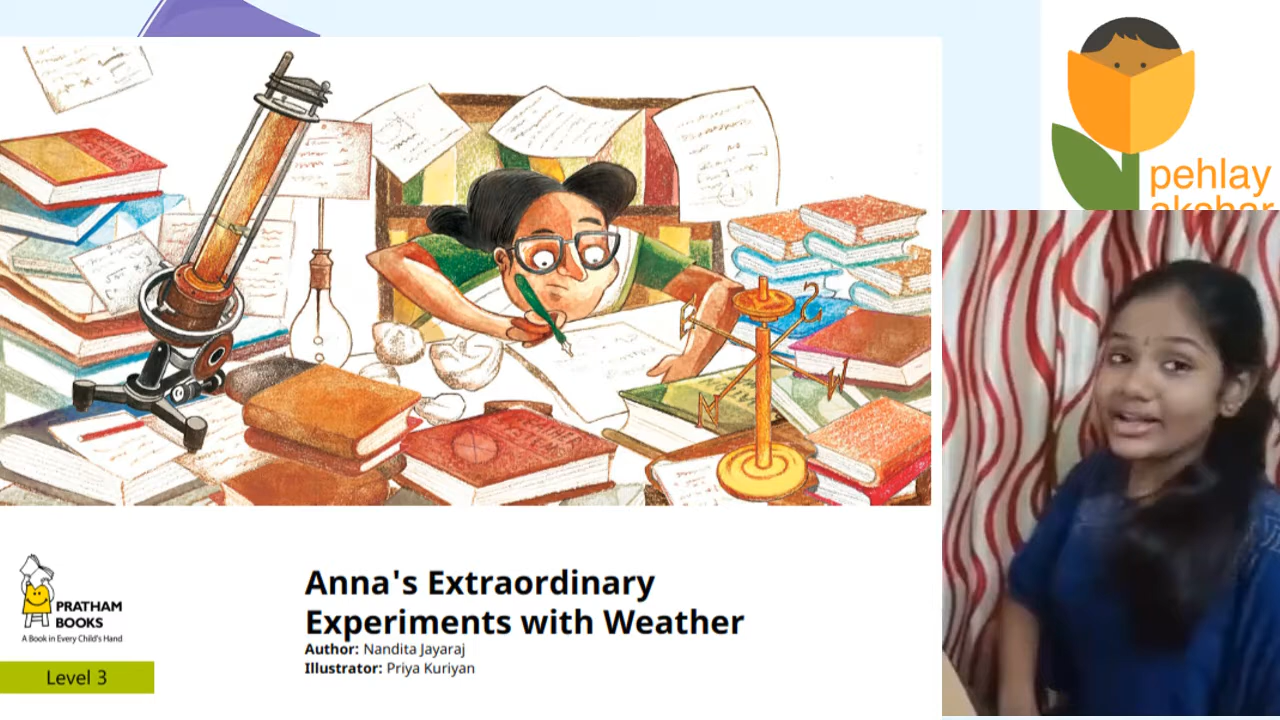 pehlay
akshar
N
W
S
E
PRATHAM
BOOKS
A Book in Every Child's Hand
Level 3
Anna's Extraordinary
Experiments with Weather
Author: Nandita Jayaraj
Illustrator: Priya Kuriyan